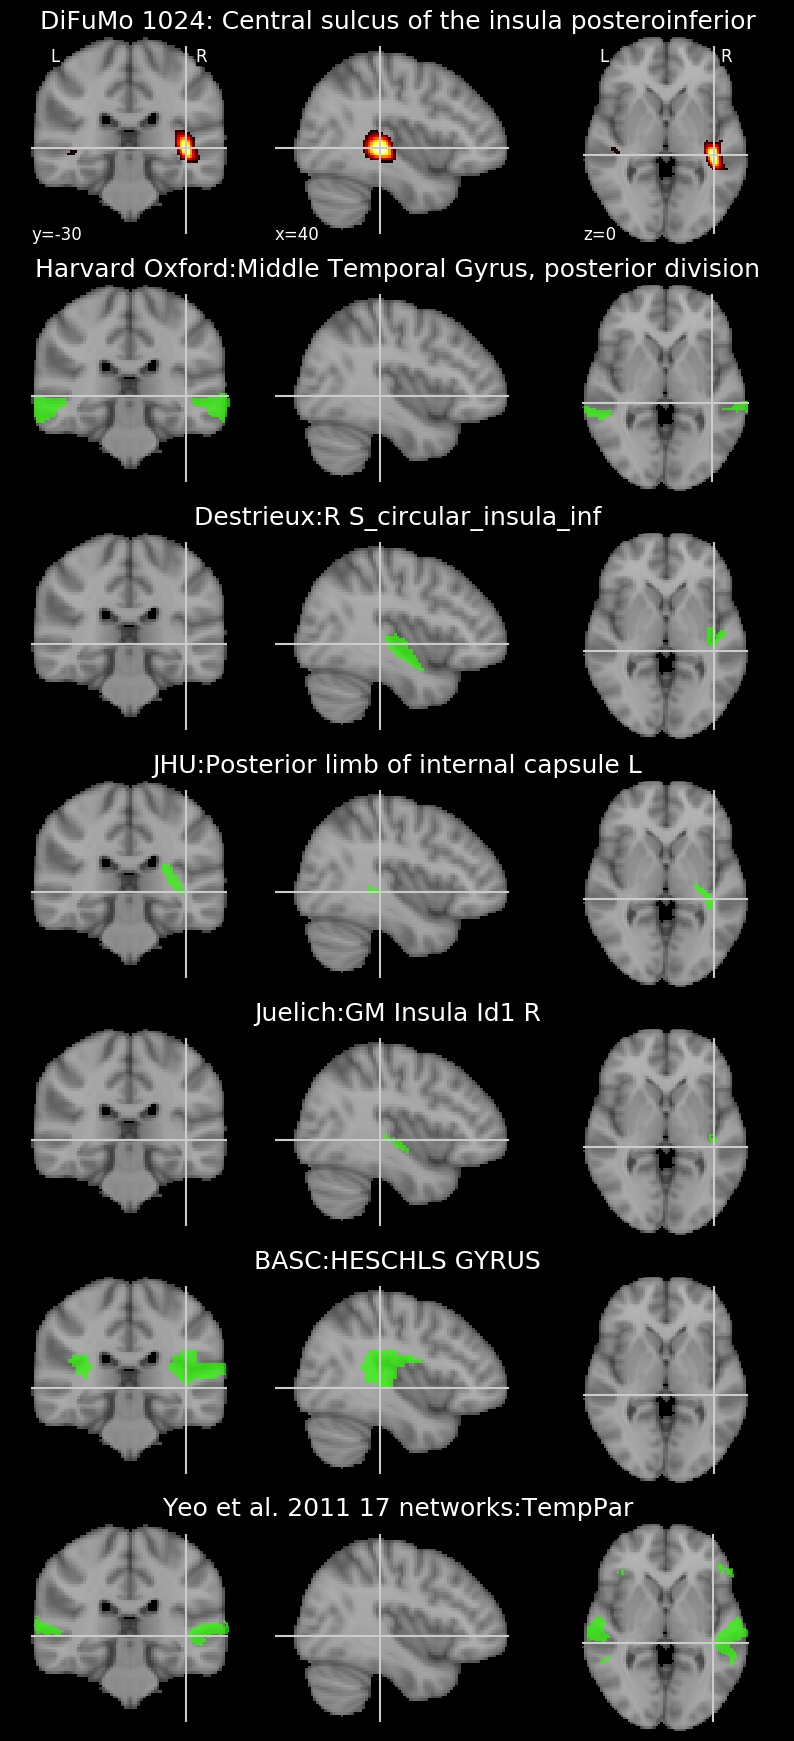 DiFuMo 1024: Central sulcus of the insula posteroinferior
L R L R
y=-30 x=40 z=0
Harvard Oxford:Middle Temporal Gyrus, posterior division
Destrieux:R S_circular_insula_inf
JHU:Posterior limb of internal capsule L
Juelich:GM Insula Id1 R
BASC:HESCHLS GYRUS
Yeo et al. 2011 17 networks:TempPar